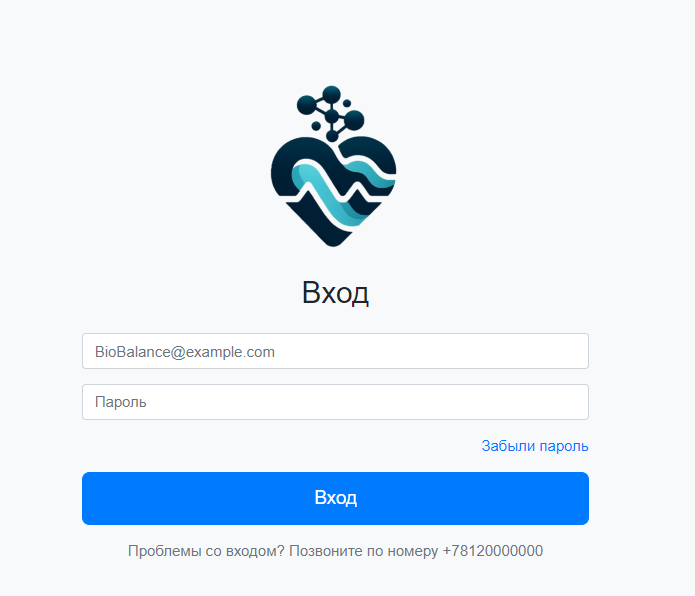 Вход
BioBalance@example.com
Пароль
Забыли пароль
Вход
Проблемы со входом? Позвоните по номеру +78120000000